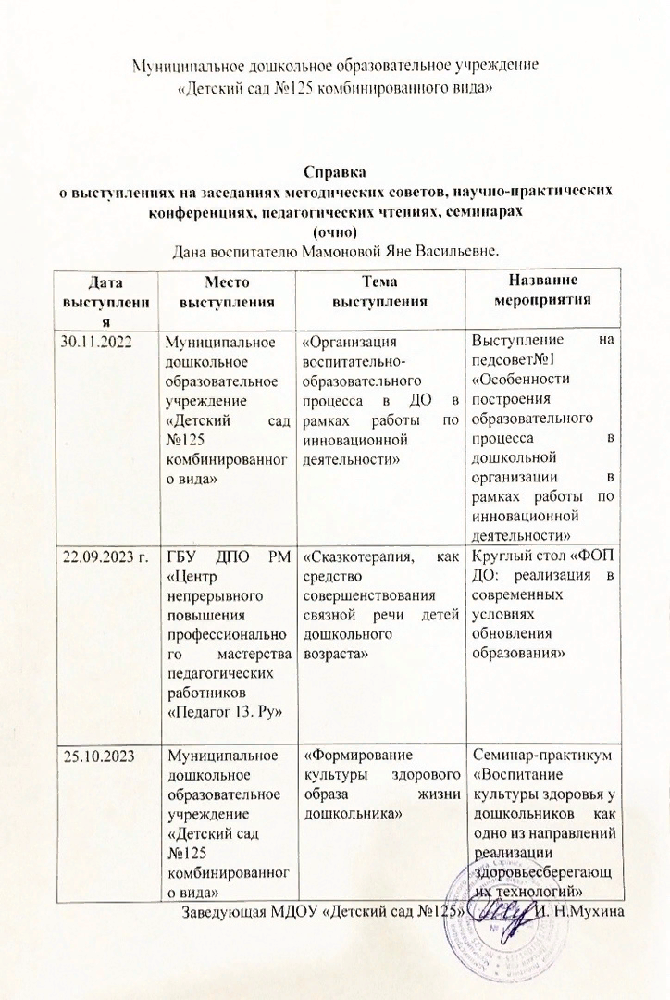 Муниципальное дошкольное образовательное учреждение
«Детский сад №125 комбинированного вида»
Справка
о выступлениях на заседаниях методических советов, научно-практических
конференциях, педагогических чтениях, семинарах
(очно)
Дана воспитателю Мамоновой Яне Васильевне.
Дата
выступлени
я
Место
выступления
Тема
выступления
Название
мероприятия
30.11.2022
Муниципальное
дошкольное
образовательное
учреждение
«Детский сад
№125
комбинированног
о вида»
«Организация
воспитательно-
образовательного
процесса в ДО в
рамках работы по
инновационной
деятельности»
Выступление на
педсовет№1
«Особенности
построения
образовательного
процесса в
дошкольной
организации в
рамках работы по
инновационной
деятельности»
22.09.2023 г.
ГБУ ДПО РМ
«Центр
непрерывного
повышения
профессионально
го мастерства
педагогических
работников
«Педагог 13. Ру»
«Сказкотерапия, как
средство
совершенствования
связной речи детей
дошкольного
возраста»
Круглый стол «ФОП
ДО: реализация в
современных
условиях
обновления
образования»
25.10.2023
Муниципальное
дошкольное
образовательное
учреждение
«Детский сад
№125
комбинированног
о вида»
«Формирование
культуры здорового
образа жизни
дошкольника»
Семинар-практикум
«Воспитание
культуры здоровья у
дошкольников как
одно из направлений
реализации
здоровьесберегающ
их технологий»
Заведующая МДОУ «Детский сад №125» И. Н.Мухина